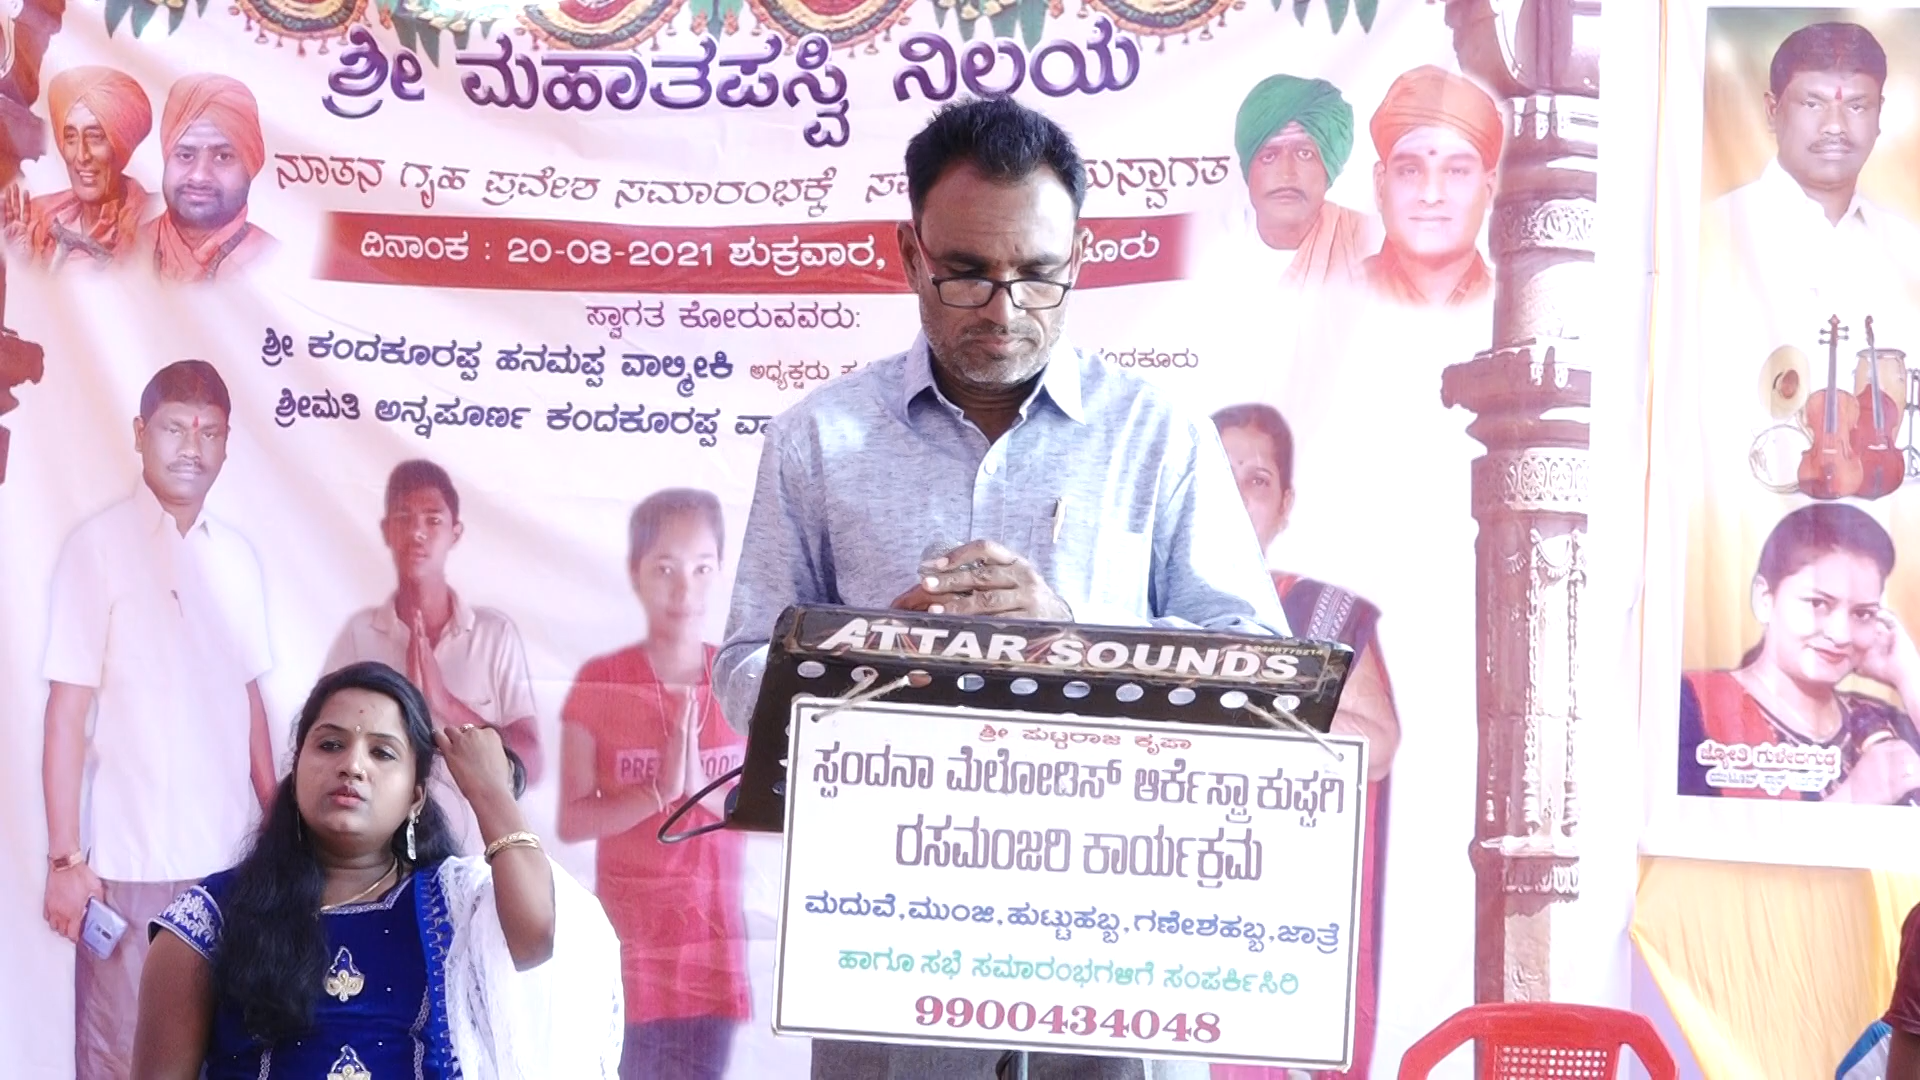 ಶ್ರೀ ಮಹಾತಪಸ್ವಿ ನಿಲಯ
ನೂತನ ಗೃಹ ಪ್ರವೇಶ ಸಮಾರಂಭಕ್ಕೆ
ದಿನಾಂಕ : 20-08-2021 ಶುಕ್ರವಾರ,
ಸ್ವಾಗತ ಕೋರುವವರು:
ಶ್ರೀ ಕಂದಕೂರಪ್ಪ ಹನಮಪ್ಪ ವಾಲ್ಮೀಕಿ ಅಧ್ಯಕ್ಷರು
ಶ್ರೀಮತಿ ಅನ್ನಪೂರ್ಣ ಕಂದಕೂರಪ್ಪ
ATTAR SOUNDS
ಶ್ರೀ ಪುಟ್ಟರಾಜ ಕೃಪಾ
ಸ್ಪಂದನಾ ಮೆಲೋಡಿಸ್ ಆರ್ಕೆಸ್ಟ್ರಾ ಕುಷ್ಟಗಿ
ರಸಮಂಜರಿ ಕಾರ್ಯಕ್ರಮ
ಮದುವೆ,ಮುಂಜಿ,ಹುಟ್ಟುಹಬ್ಬ,ಗಣೇಶಹಬ್ಬ,ಜಾತ್ರೆ
ಹಾಗೂ ಸಭೆ ಸಮಾರಂಭಗಳಿಗೆ ಸಂಪರ್ಕಿಸಿರಿ
9900434048
ಜ್ಯೋತಿ ಗುಳೇದಗುಡ್ಡ